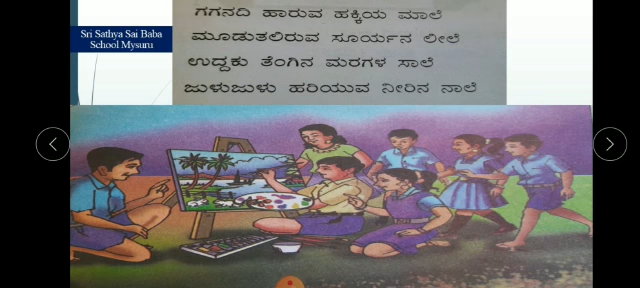 ಗಗನದಿ ಹಾರುವ ಹಕ್ಕಿಯ ಮಾಲೆ
Sri Sathya Sai Baba
School Mysuru
ಮೂಡುತಲಿರುವ ಸೂರ್ಯನ ಲೀಲೆ
ಉದ್ದಕು ತೆಂಗಿನ ಮರಗಳ ಸಾಲೆ
ಜುಳುಜುಳು ಹರಿಯುವ ನೀರಿನ ನಾಲೆ